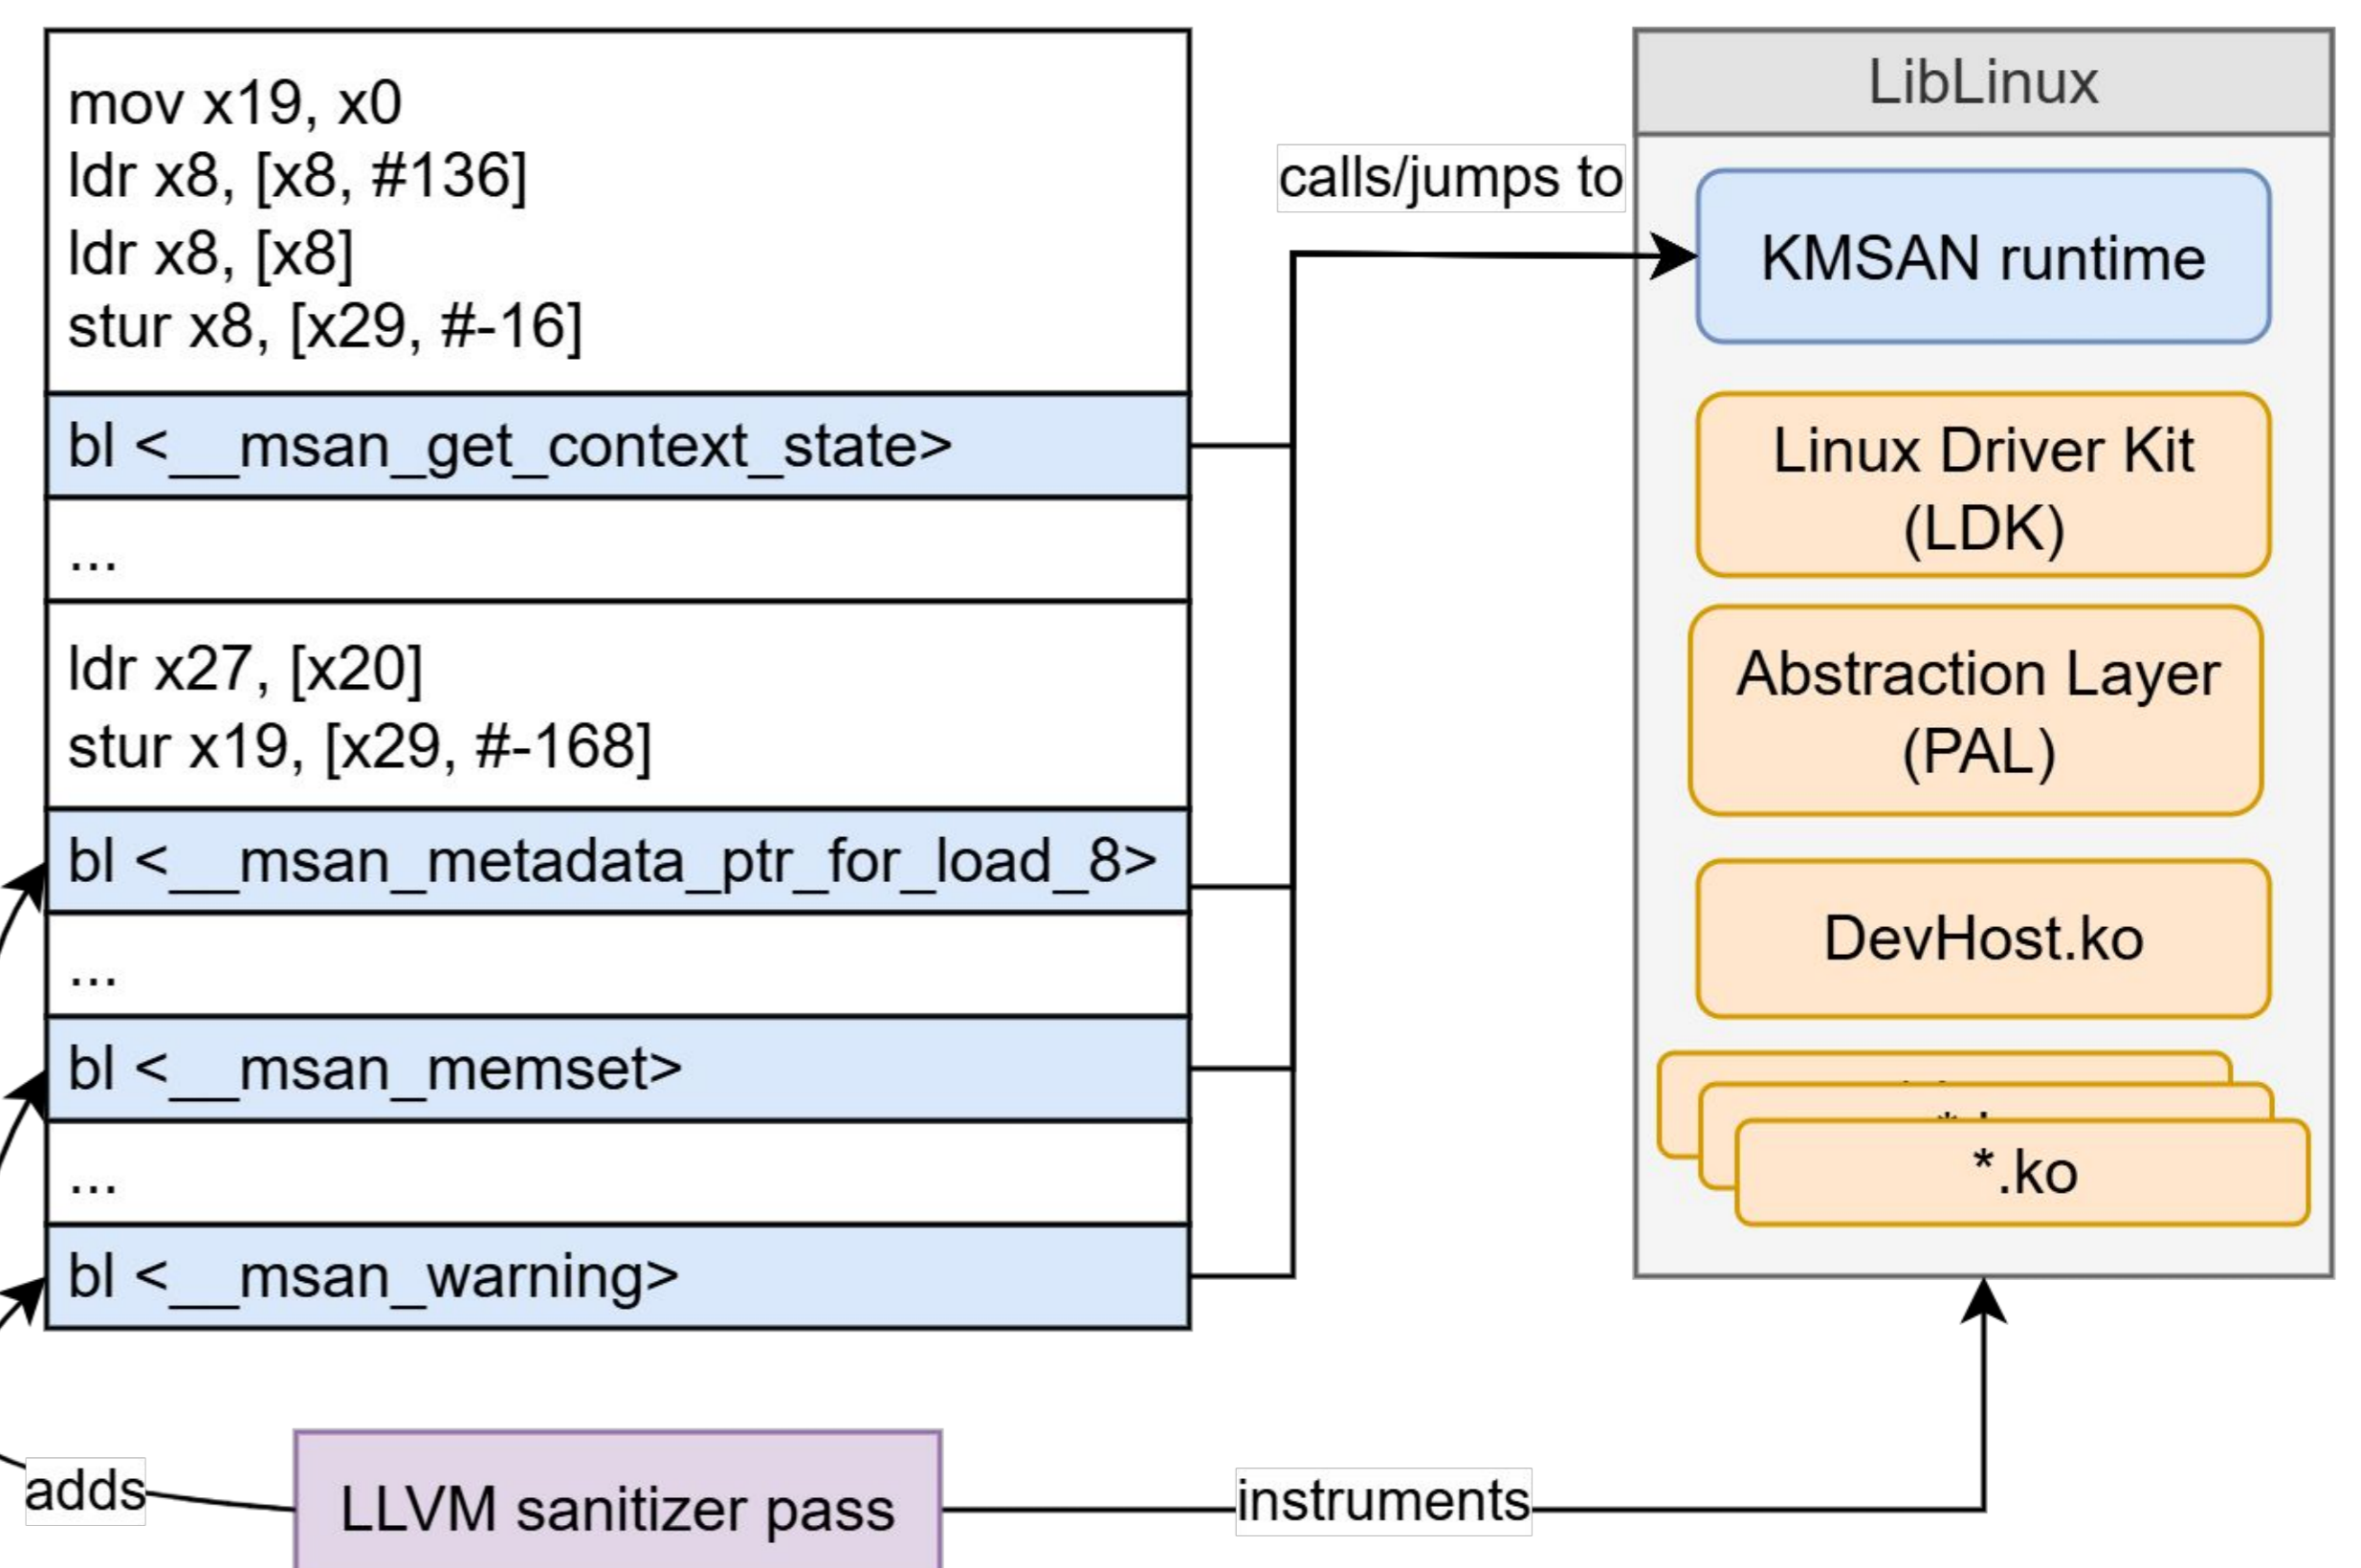 mov x19, x0
ldr x8, [x8, #136]
ldr x8, [x8]
stur x8, [x29, #-16]
bl <__msan_get_context_state>
...
ldr x27, [x20]
stur x19, [x29, #-168]
bl <__msan_metadata_ptr_for_load_8>
...
bl <__msan_memset>
...
bl <__msan_warning>
calls/jumps to
LibLinux
KMSAN runtime
Linux Driver Kit
(LDK)
Abstraction Layer
(PAL)
DevHost.ko
*.ko
adds
LLVM sanitizer pass
instruments